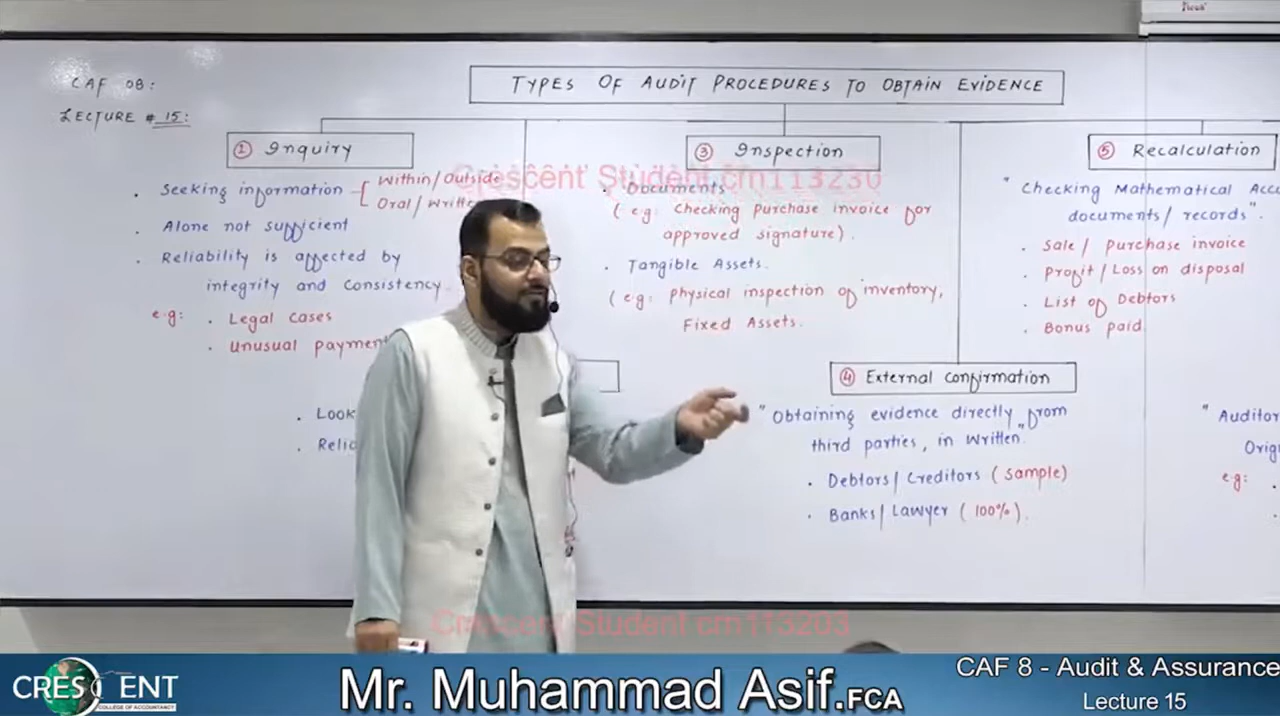 CAF 08:
LECTURE # 15:
TYPES OF AUDIT PROCEDURES TO OBTAIN EVIDENCE
① Inquiry
. Seeking information - [ Within/Outside
Oral/Written
. Alone not sufficient
. Reliability is affected by
integrity and consistency.
e.g: . Legal cases
. unusual payment
. Look
. Relia
③ Inspection
. Documents
(e.g: checking purchase invoice for
approved signature).
. Tangible Assets.
(e.g: physical inspection of inventory,
Fixed Assets.
④ External confirmation
"Obtaining evidence directly from
third parties, in written".
. Debtors/Creditors (sample)
. Banks/Lawyer (100%).
⑤ Recalculation
"Checking Mathematical Acc
documents/records".
. Sale/purchase invoice
. profit/Loss on disposal
. List of Debtors
. Bonus paid.
"Auditor
Orig
e.g: .
Crescent Student crn113230
Crescent Student crn113203
CRESCENT
COLLEGE OF ACCOUNTANCY
Mr. Muhammad Asif.FCA
CAF 8 - Audit & Assurance
Lecture 15